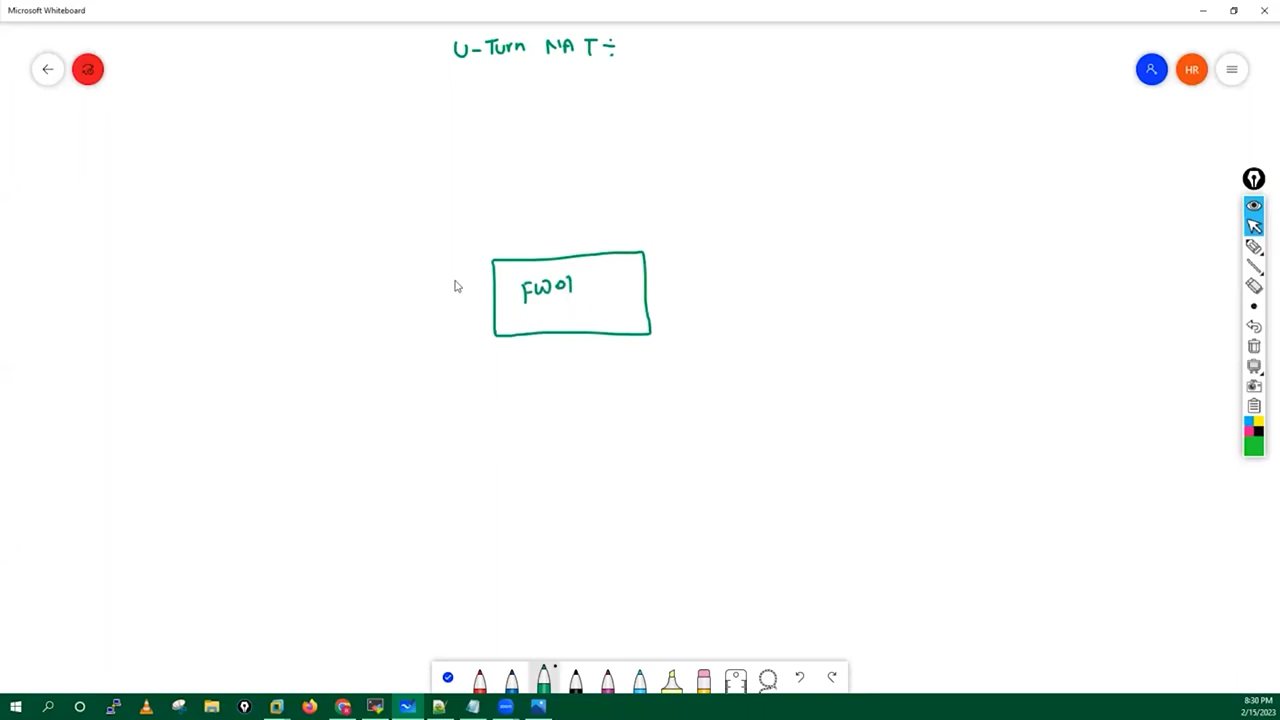 Microsoft Whiteboard
U-Turn NAT ÷
HR
FW01
8:30 PM
2/15/2023